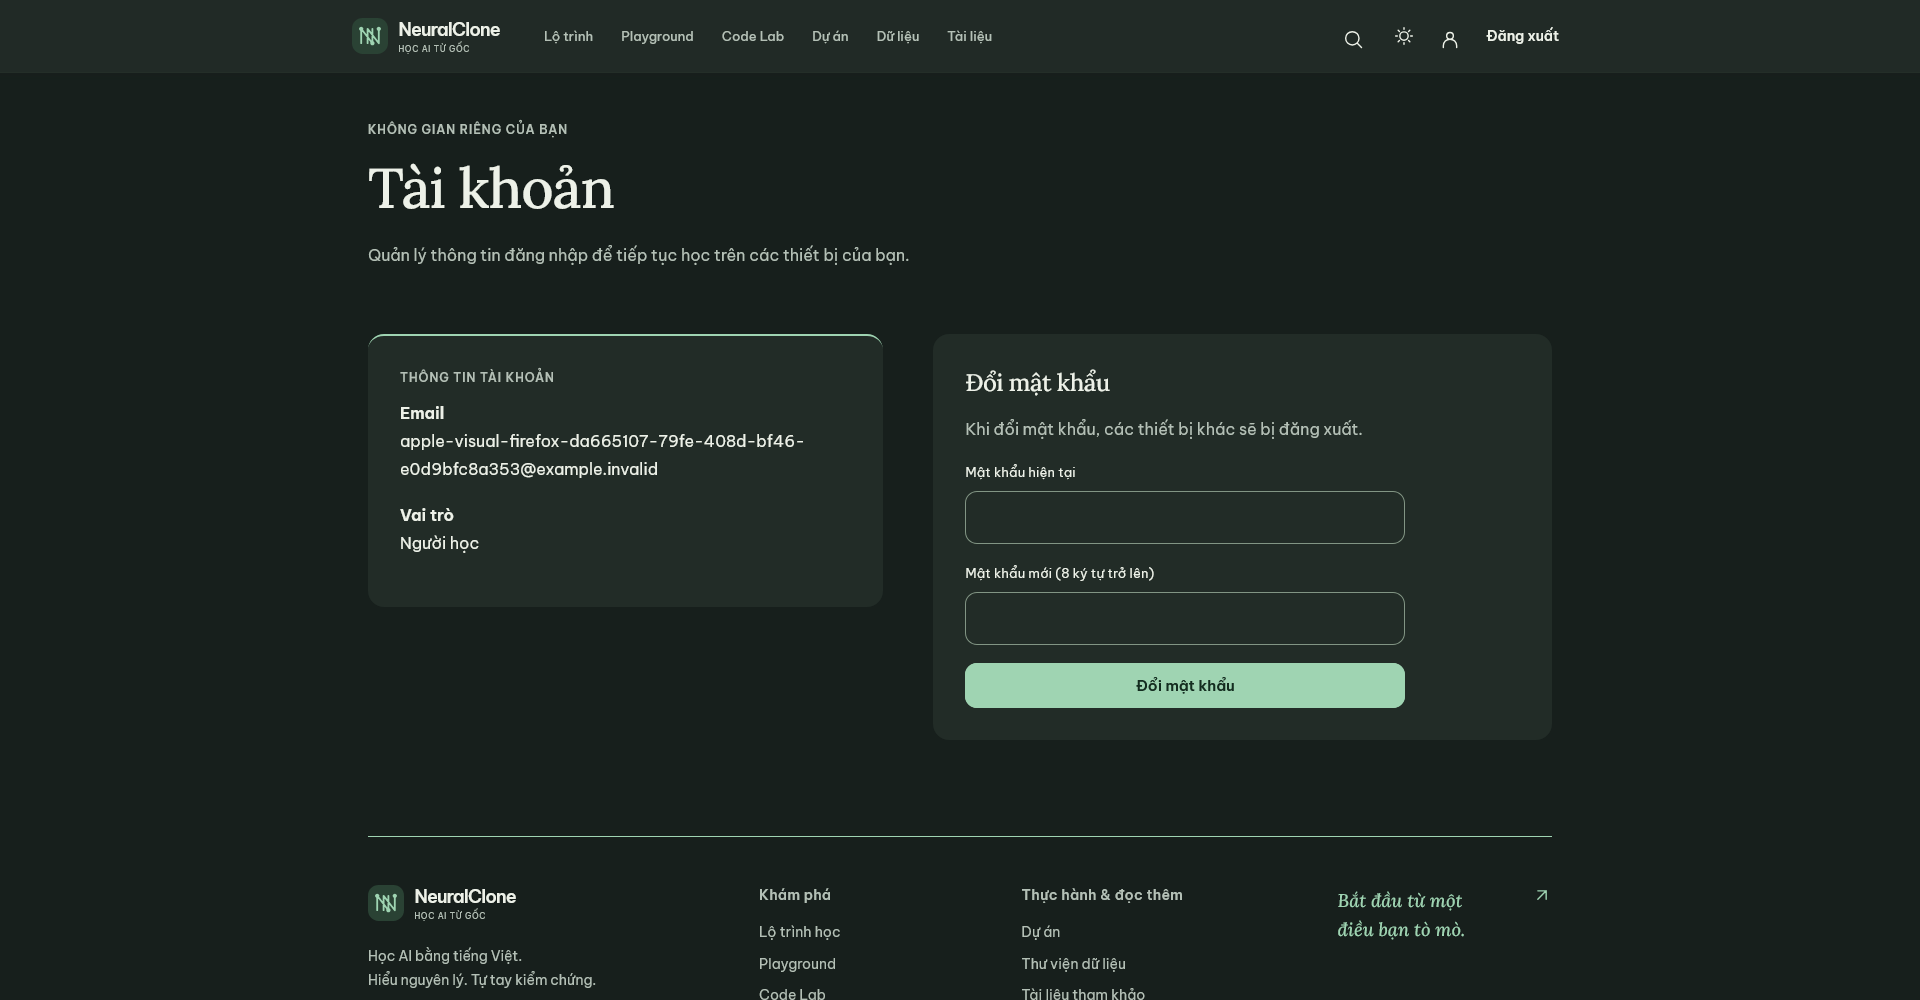 NeuralClone
HỌC AI TỪ GỐC
Lộ trình
Playground
Code Lab
Dự án
Dữ liệu
Tài liệu
Đăng xuất
KHÔNG GIAN RIÊNG CỦA BẠN
Tài khoản
Quản lý thông tin đăng nhập để tiếp tục học trên các thiết bị của bạn.
THÔNG TIN TÀI KHOẢN
Email
apple-visual-firefox-da665107-79fe-408d-bf46-
e0d9bfc8a353@example.invalid
Vai trò
Người học
Đổi mật khẩu
Khi đổi mật khẩu, các thiết bị khác sẽ bị đăng xuất.
Mật khẩu hiện tại
Mật khẩu mới (8 ký tự trở lên)
Đổi mật khẩu
NeuralClone
HỌC AI TỪ GỐC
Học AI bằng tiếng Việt.
Hiểu nguyên lý. Tự tay kiểm chứng.
Khám phá
Lộ trình học
Playground
Code Lab
Thực hành & đọc thêm
Dự án
Thư viện dữ liệu
Tài liệu tham khảo
Bắt đầu từ một
điều bạn tò mò.